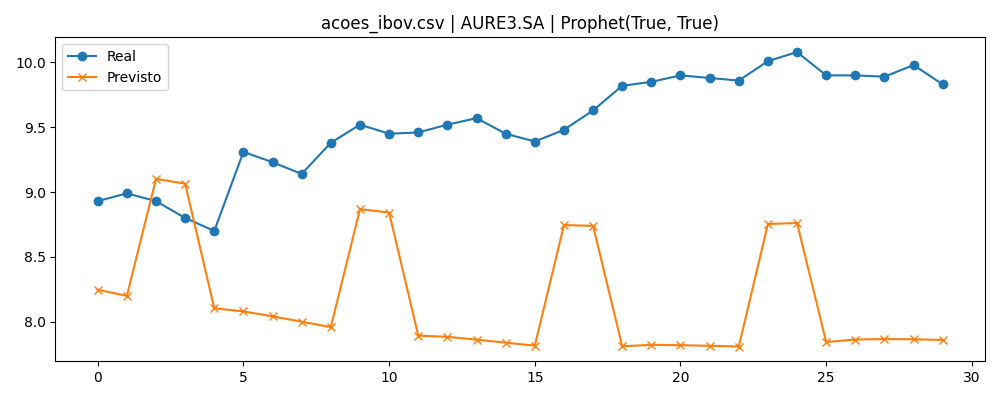 acoes_ibov.csv | AURE3.SA | Prophet(True, True)
Real
Previsto
10.0
9.5
9.0
8.5
8.0
0 5 10 15 20 25 30